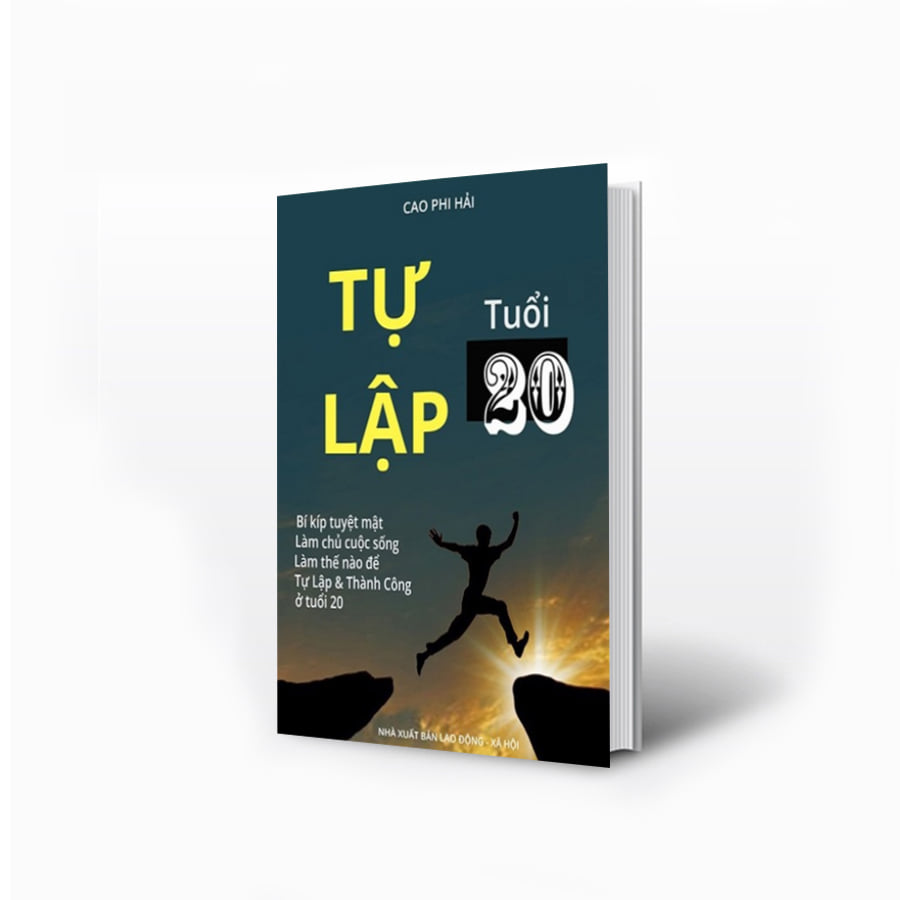 CAO PHI HẢI
TỰ
LẬP
Tuổi
20
Bí kíp tuyệt mật
Làm chủ cuộc sống
Làm thế nào để
Tự Lập & Thành Công
ở tuổi 20
NHÀ XUẤT BẢN LAO ĐỘNG - XÃ HỘI